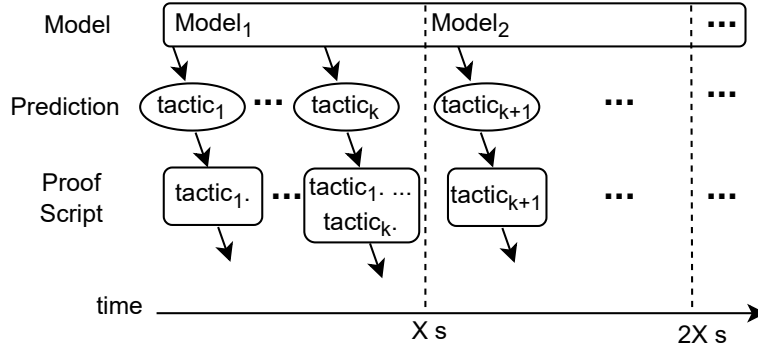 Model Model₁ Model₂ ...
Prediction tactic₁ ... tacticₖ tacticₖ₊₁ ... ...
Proof Script
tactic₁. ...
tactic₁. ...
tacticₖ.
tacticₖ₊₁ ... ...
time
X s 2X s